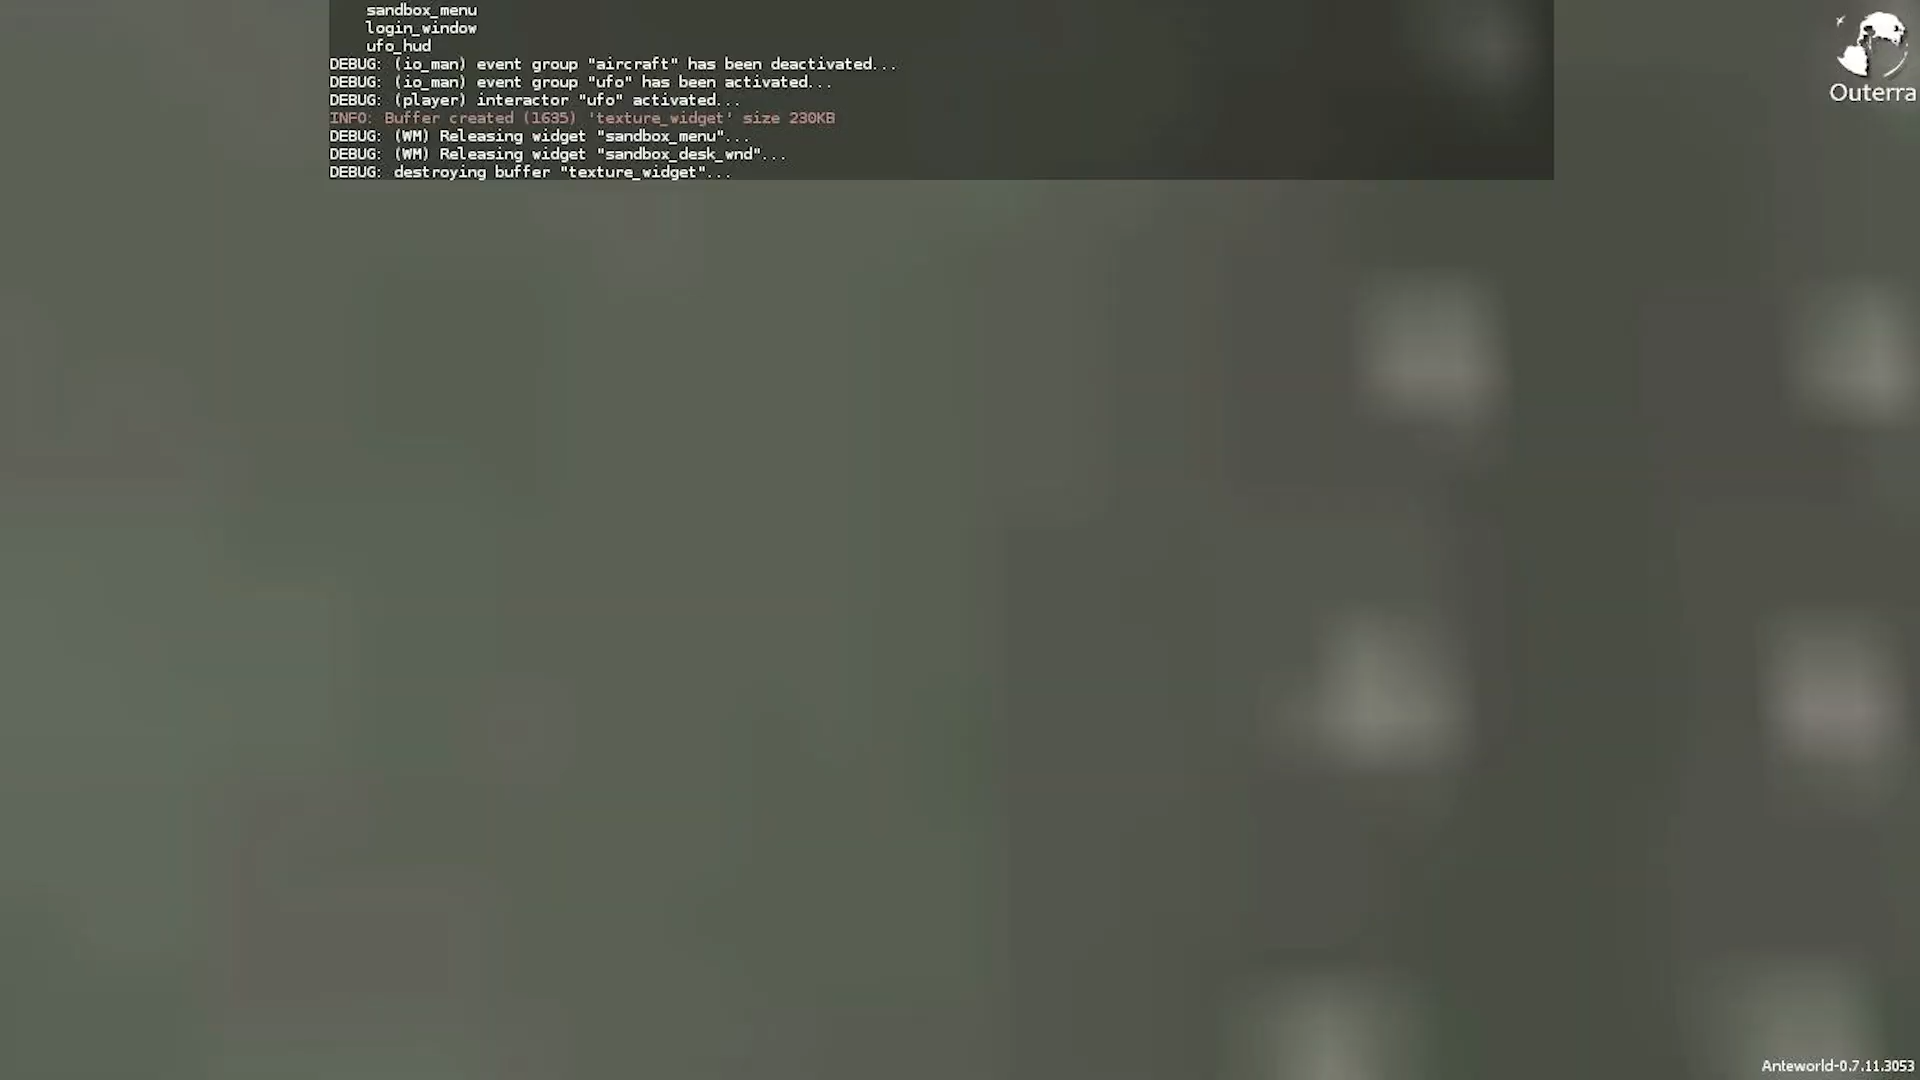 sandbox_menu
login_window
ufo_hud
DEBUG: (io_man) event group "aircraft" has been deactivated...
DEBUG: (io_man) event group "ufo" has been activated...
DEBUG: (player) interactor "ufo" activated...
INFO: Buffer created (1635) 'texture_widget' size 230KB
DEBUG: (WM) Releasing widget "sandbox_menu"...
DEBUG: (WM) Releasing widget "sandbox_desk_wnd"...
DEBUG: destroying buffer "texture_widget"...
Outerra
Anteworld-0.7.11.3053